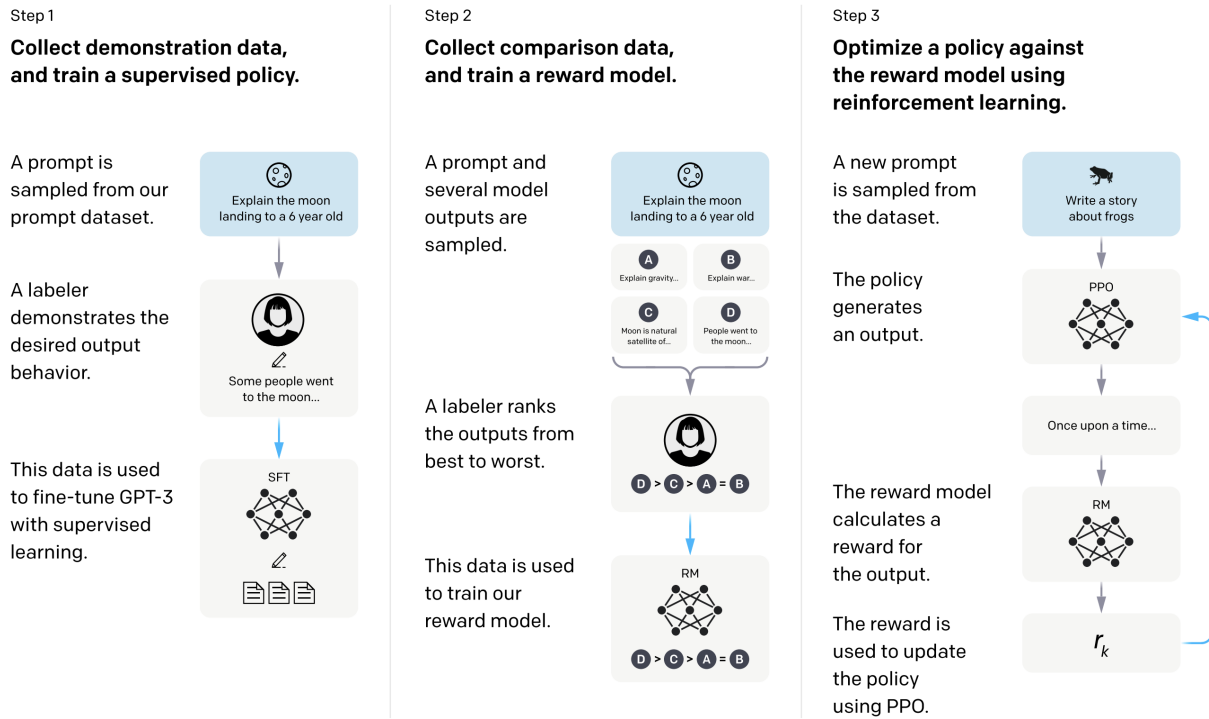 Step 1
Collect demonstration data,
and train a supervised policy.
A prompt is
sampled from our
prompt dataset.
Explain the moon
landing to a 6 year old
A labeler
demonstrates the
desired output
behavior.
Some people went
to the moon...
This data is used
to fine-tune GPT-3
with supervised
learning.
SFT
Step 2
Collect comparison data,
and train a reward model.
A prompt and
several model
outputs are
sampled.
Explain the moon
landing to a 6 year old
A
Explain gravity...
B
Explain war...
C
Moon is natural
satellite of...
D
People went to
the moon...
A labeler ranks
the outputs from
best to worst.
D > C > A = B
This data is used
to train our
reward model.
RM
D > C > A = B
Step 3
Optimize a policy against
the reward model using
reinforcement learning.
A new prompt
is sampled from
the dataset.
Write a story
about frogs
The policy
generates
an output.
PPO
Once upon a time...
The reward model
calculates a
reward for
the output.
RM
The reward is
used to update
the policy
using PPO.
r_k